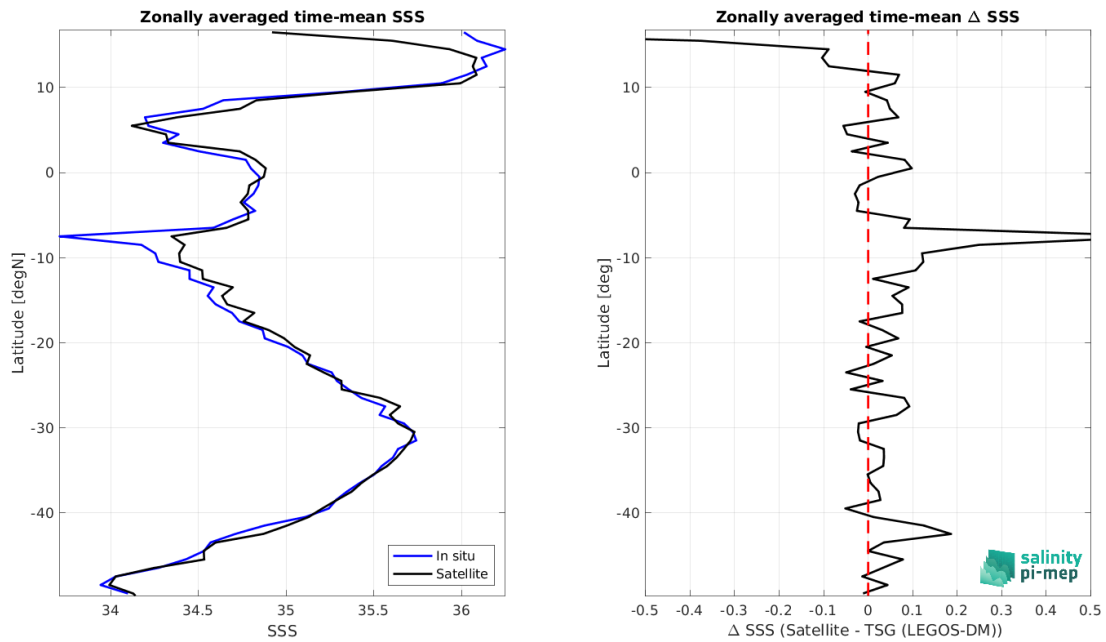 Zonally averaged time-mean SSS
10
0
-10
-20
-30
-40
Latitude [degN]
34
34.5
35
35.5
36
SSS
In situ
Satellite
Zonally averaged time-mean Δ SSS
10
0
-10
-20
-30
-40
Latitude [deg]
-0.5
-0.4
-0.3
-0.2
-0.1
0
0.1
0.2
0.3
0.4
0.5
Δ SSS (Satellite - TSG (LEGOS-DM))
salinity
pi-mep